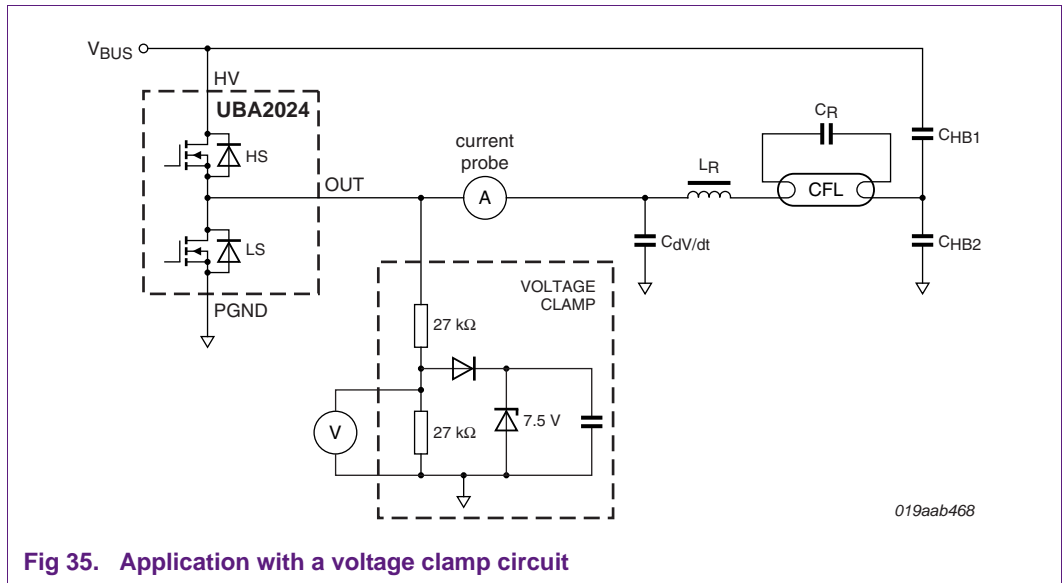 VBUS
HV
UBA2024
HS
OUT
LS
PGND
current
probe
A
LR
CR
CFL
CHB1
CdV/dt
CHB2
VOLTAGE
CLAMP
27 kΩ
27 kΩ
7.5 V
V
019aab468
Fig 35. Application with a voltage clamp circuit